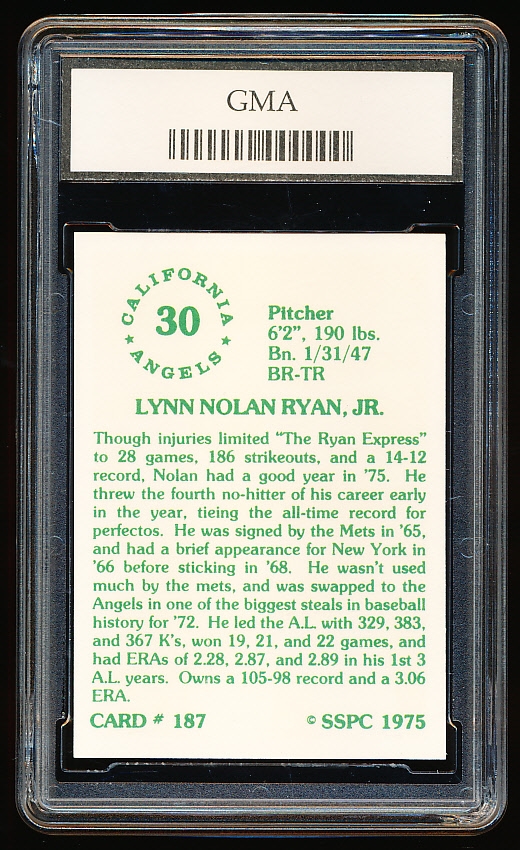 GMA
CALIFORNIA
30
★ ANGELS ★
Pitcher
6'2", 190 lbs.
Bn. 1/31/47
BR-TR
LYNN NOLAN RYAN, JR.
Though injuries limited "The Ryan Express"
to 28 games, 186 strikeouts, and a 14-12
record, Nolan had a good year in '75. He
threw the fourth no-hitter of his career early
in the year, tieing the all-time record for
perfectos. He was signed by the Mets in '65,
and had a brief appearance for New York in
'66 before sticking in '68. He wasn't used
much by the mets, and was swapped to the
Angels in one of the biggest steals in baseball
history for '72. He led the A.L. with 329, 383,
and 367 K's, won 19, 21, and 22 games, and
had ERAs of 2.28, 2.87, and 2.89 in his 1st 3
A.L. years. Owns a 105-98 record and a 3.06
ERA.
CARD # 187
© SSPC 1975